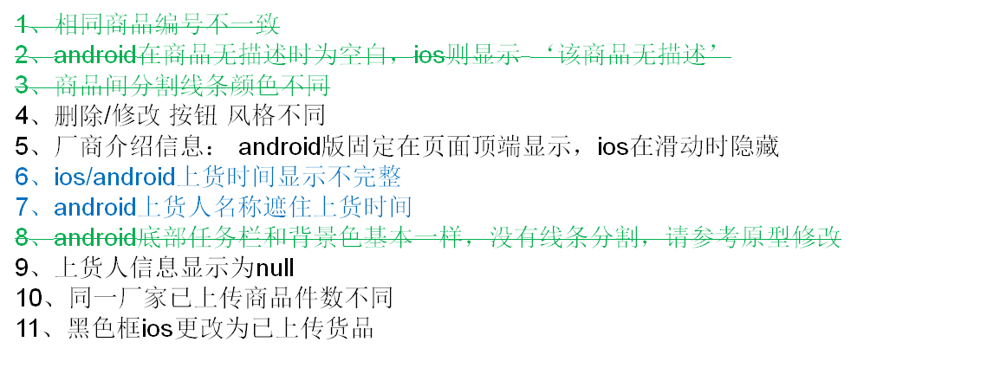 1、相同商品编号不一致
2、android在商品无描述时为空白，ios则显示 ‘该商品无描述’
3、商品间分割线条颜色不同
4、删除/修改 按钮 风格不同
5、厂商介绍信息： android版固定在页面顶端显示，ios在滑动时隐藏
6、ios/android上货时间显示不完整
7、android上货人名称遮住上货时间
8、android底部任务栏和背景色基本一样，没有线条分割，请参考原型修改
9、上货人信息显示为null
10、同一厂家已上传商品件数不同
11、黑色框ios更改为已上传货品